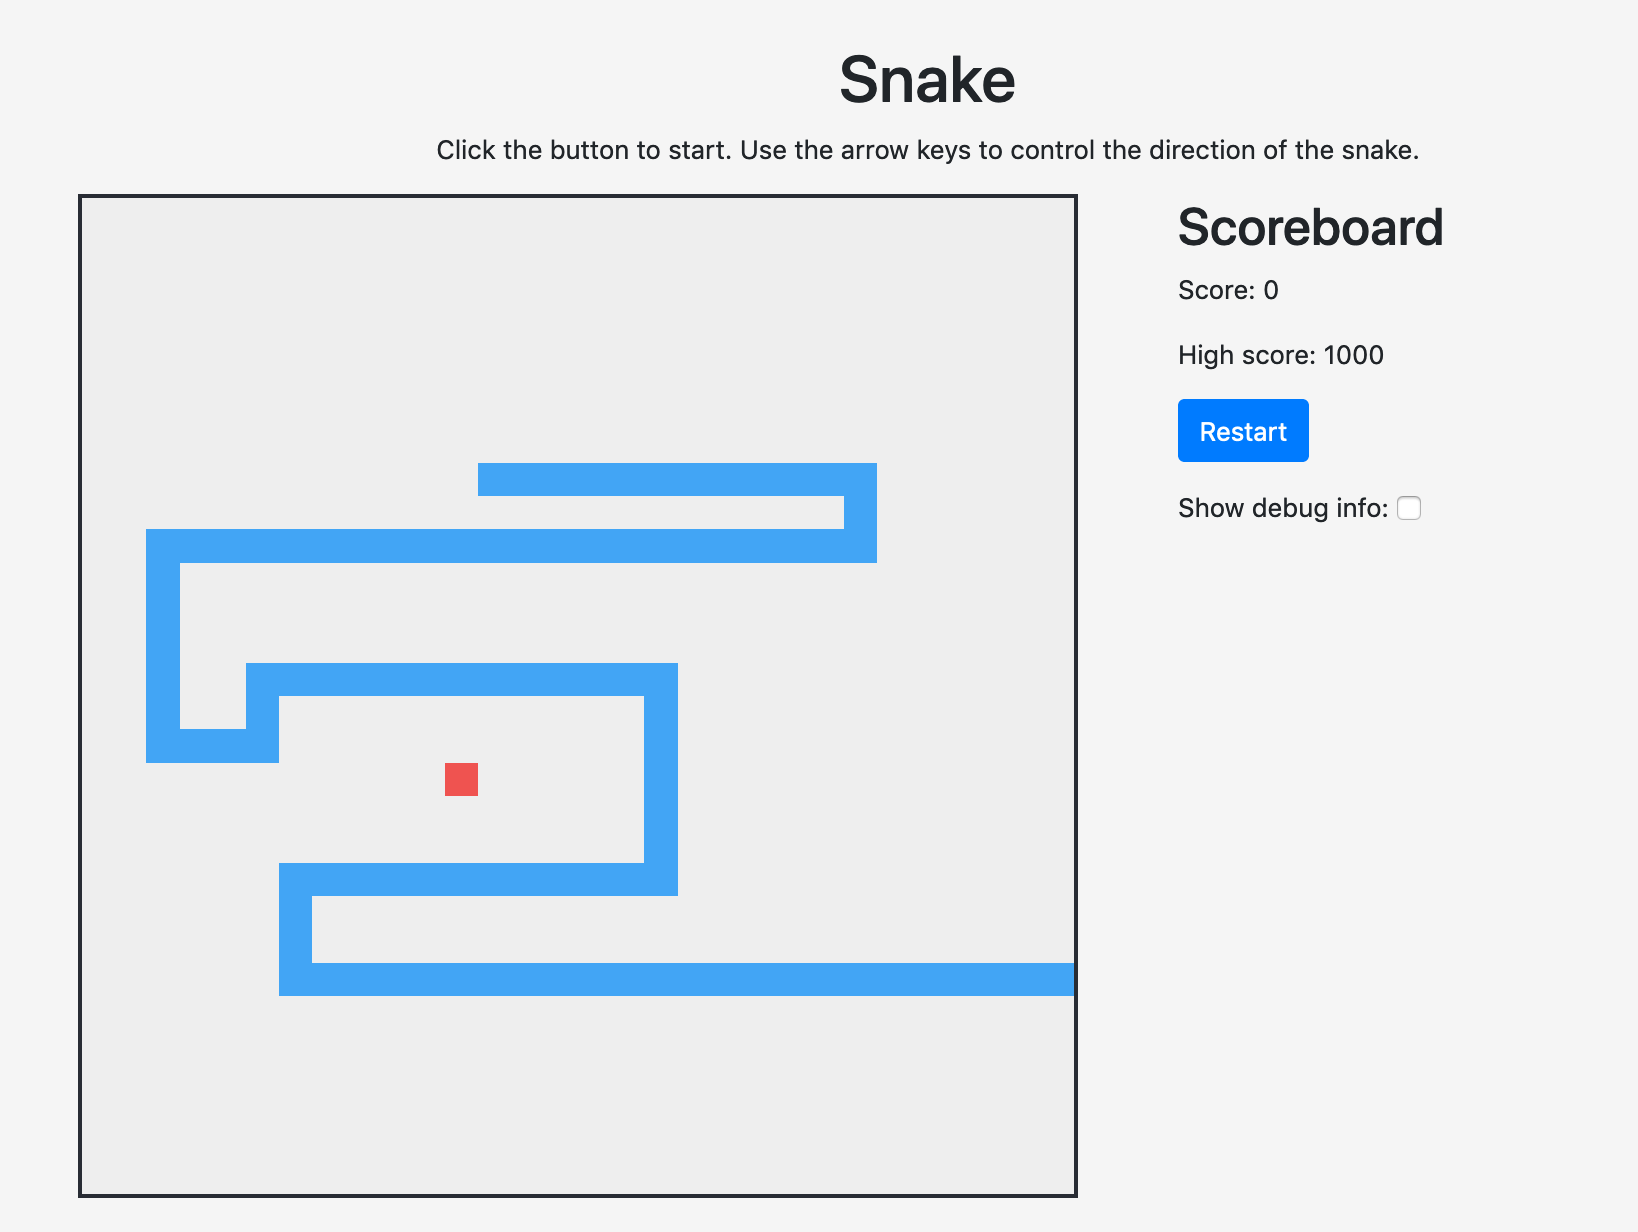 Snake
Click the button to start. Use the arrow keys to control the direction of the snake.
Scoreboard
Score: 0
High score: 1000
Restart
Show debug info: